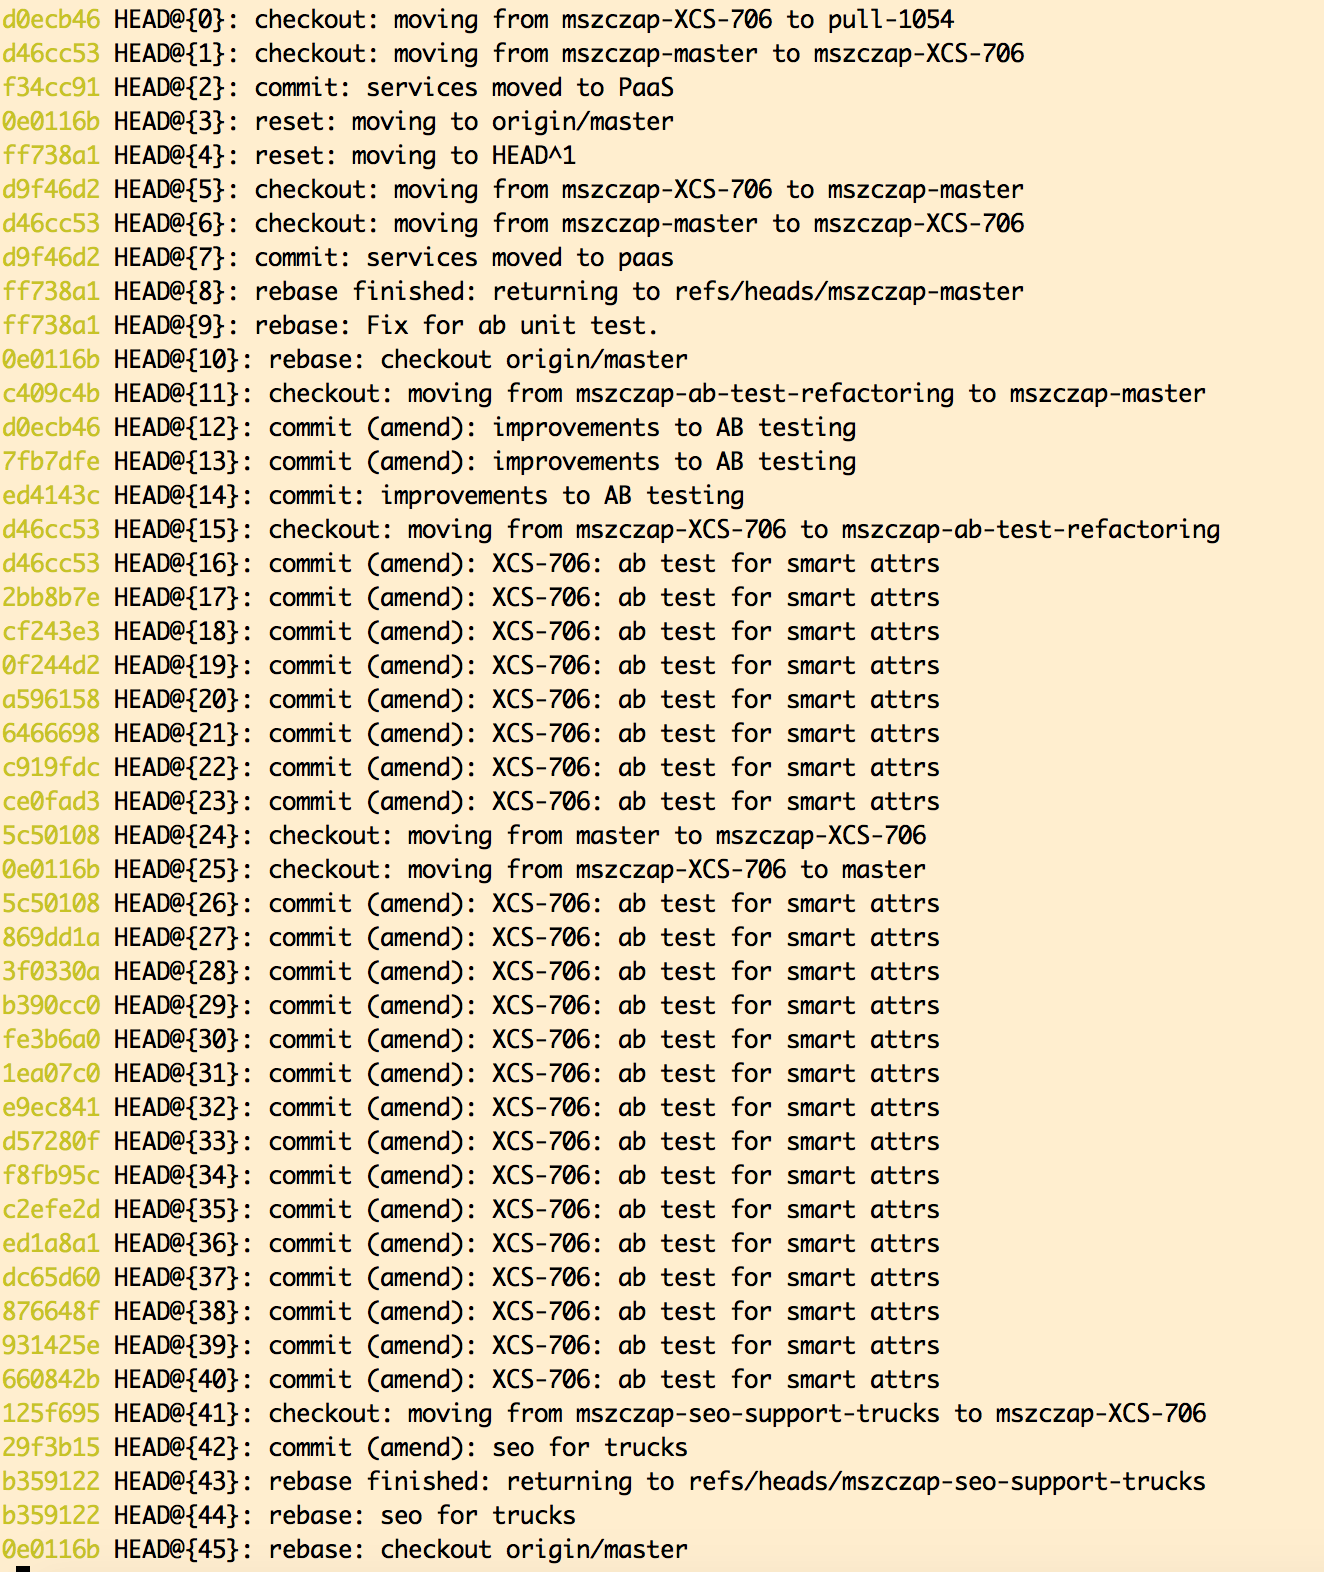 d0ecb46 HEAD@{0}: checkout: moving from mszczap-XCS-706 to pull-1054
d46cc53 HEAD@{1}: checkout: moving from mszczap-master to mszczap-XCS-706
f34cc91 HEAD@{2}: commit: services moved to PaaS
0e0116b HEAD@{3}: reset: moving to origin/master
ff738a1 HEAD@{4}: reset: moving to HEAD^1
d9f46d2 HEAD@{5}: checkout: moving from mszczap-XCS-706 to mszczap-master
d46cc53 HEAD@{6}: checkout: moving from mszczap-master to mszczap-XCS-706
d9f46d2 HEAD@{7}: commit: services moved to paas
ff738a1 HEAD@{8}: rebase finished: returning to refs/heads/mszczap-master
ff738a1 HEAD@{9}: rebase: Fix for ab unit test.
0e0116b HEAD@{10}: rebase: checkout origin/master
c409c4b HEAD@{11}: checkout: moving from mszczap-ab-test-refactoring to mszczap-master
d0ecb46 HEAD@{12}: commit (amend): improvements to AB testing
7fb7dfe HEAD@{13}: commit (amend): improvements to AB testing
ed4143c HEAD@{14}: commit: improvements to AB testing
d46cc53 HEAD@{15}: checkout: moving from mszczap-XCS-706 to mszczap-ab-test-refactoring
d46cc53 HEAD@{16}: commit (amend): XCS-706: ab test for smart attrs
2bb8b7e HEAD@{17}: commit (amend): XCS-706: ab test for smart attrs
cf243e3 HEAD@{18}: commit (amend): XCS-706: ab test for smart attrs
0f244d2 HEAD@{19}: commit (amend): XCS-706: ab test for smart attrs
a596158 HEAD@{20}: commit (amend): XCS-706: ab test for smart attrs
6466698 HEAD@{21}: commit (amend): XCS-706: ab test for smart attrs
c919fdc HEAD@{22}: commit (amend): XCS-706: ab test for smart attrs
ce0fad3 HEAD@{23}: commit (amend): XCS-706: ab test for smart attrs
5c50108 HEAD@{24}: checkout: moving from master to mszczap-XCS-706
0e0116b HEAD@{25}: checkout: moving from mszczap-XCS-706 to master
5c50108 HEAD@{26}: commit (amend): XCS-706: ab test for smart attrs
869dd1a HEAD@{27}: commit (amend): XCS-706: ab test for smart attrs
3f0330a HEAD@{28}: commit (amend): XCS-706: ab test for smart attrs
b390cc0 HEAD@{29}: commit (amend): XCS-706: ab test for smart attrs
fe3b6a0 HEAD@{30}: commit (amend): XCS-706: ab test for smart attrs
1ea07c0 HEAD@{31}: commit (amend): XCS-706: ab test for smart attrs
e9ec841 HEAD@{32}: commit (amend): XCS-706: ab test for smart attrs
d57280f HEAD@{33}: commit (amend): XCS-706: ab test for smart attrs
f8fb95c HEAD@{34}: commit (amend): XCS-706: ab test for smart attrs
c2efe2d HEAD@{35}: commit (amend): XCS-706: ab test for smart attrs
ed1a8a1 HEAD@{36}: commit (amend): XCS-706: ab test for smart attrs
dc65d60 HEAD@{37}: commit (amend): XCS-706: ab test for smart attrs
876648f HEAD@{38}: commit (amend): XCS-706: ab test for smart attrs
931425e HEAD@{39}: commit (amend): XCS-706: ab test for smart attrs
660842b HEAD@{40}: commit (amend): XCS-706: ab test for smart attrs
125f695 HEAD@{41}: checkout: moving from mszczap-seo-support-trucks to mszczap-XCS-706
29f3b15 HEAD@{42}: commit (amend): seo for trucks
b359122 HEAD@{43}: rebase finished: returning to refs/heads/mszczap-seo-support-trucks
b359122 HEAD@{44}: rebase: seo for trucks
0e0116b HEAD@{45}: rebase: checkout origin/master